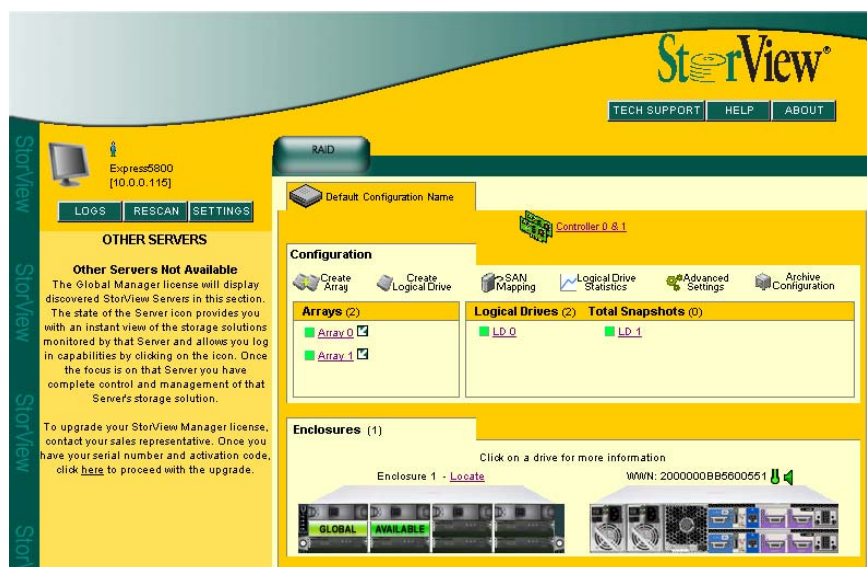 StorView®
TECH SUPPORT
HELP
ABOUT
StorView
StorView
StorView
Stor
Express5800
[10.0.0.115]
LOGS
RESCAN
SETTINGS
OTHER SERVERS
Other Servers Not Available
The Global Manager license will display
discovered StorView Servers in this section.
The state of the Server icon provides you
with an instant view of the storage solutions
monitored by that Server and allows you log
in capabilities by clicking on the icon. Once
the focus is on that Server you have
complete control and management of that
Server's storage solution.
To upgrade your StorView Manager license,
contact your sales representative. Once you
have your serial number and activation code,
click here to proceed with the upgrade.
RAID
Default Configuration Name
Controller 0 & 1
Configuration
Create Array
Create Logical Drive
SAN Mapping
Logical Drive Statistics
Advanced Settings
Archive Configuration
Arrays (2)
Array 0
Array 1
Logical Drives (2)
Total Snapshots (0)
LD 0
LD 1
Enclosures (1)
Click on a drive for more information
Enclosure 1 - Locate
WWN: 2000000BB5600551
GLOBAL
AVAILABLE